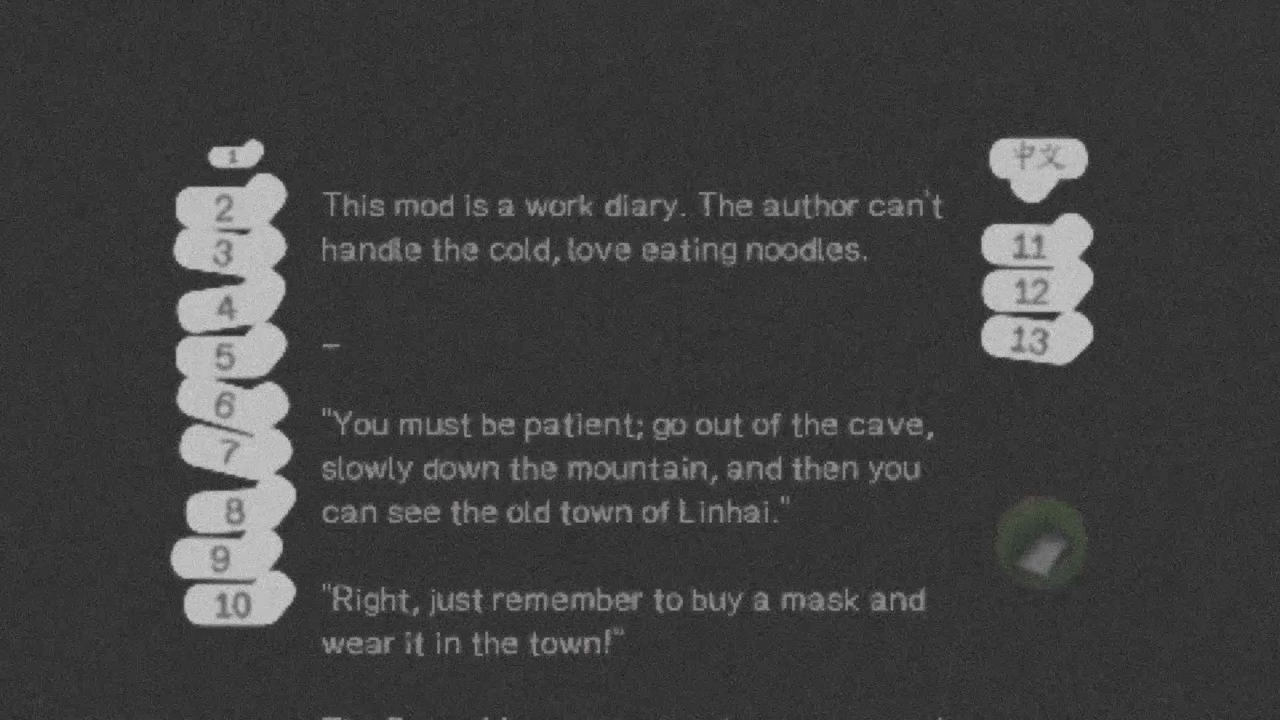 1
2
3
4
5
6
7
8
9
10
This mod is a work diary. The author can't
handle the cold, love eating noodles.
–
"You must be patient; go out of the cave,
slowly down the mountain, and then you
can see the old town of Linhai."
"Right, just remember to buy a mask and
wear it in the town!"
中文
11
12
13